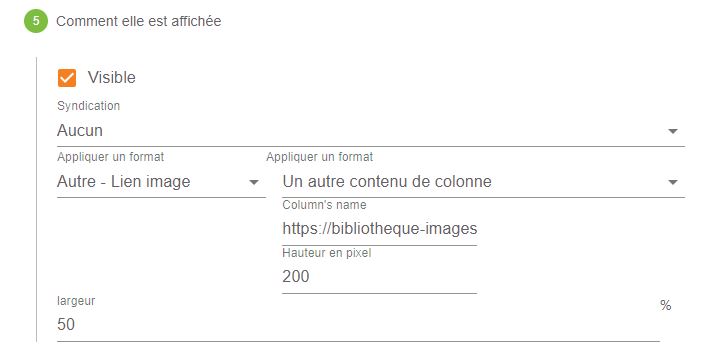 5 Comment elle est affichée
Visible
Syndication
Aucun
Appliquer un format Appliquer un format
Autre - Lien image Un autre contenu de colonne
Column's name
https://bibliotheque-images
Hauteur en pixel
200
largeur %
50